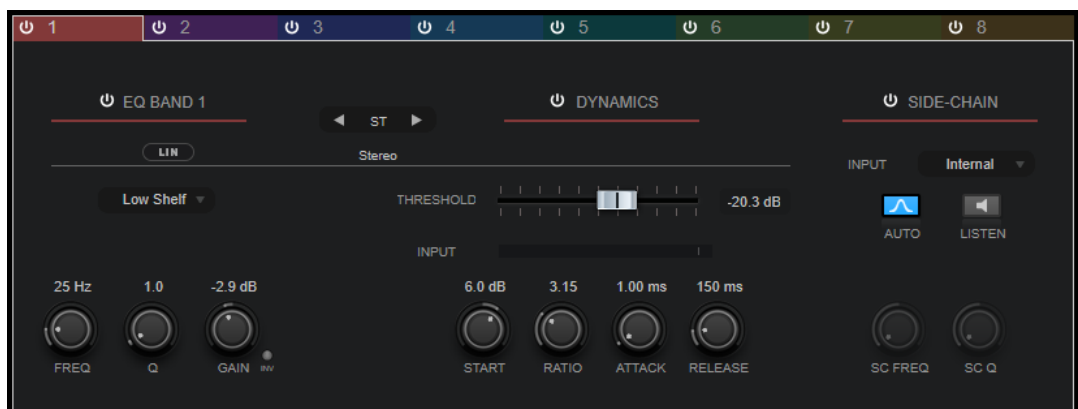 1 2 3 4 5 6 7 8
EQ BAND 1 DYNAMICS SIDE-CHAIN
ST
LIN Stereo
INPUT Internal
Low Shelf THRESHOLD -20.3 dB
AUTO LISTEN
INPUT
25 Hz 1.0 -2.9 dB 6.0 dB 3.15 1.00 ms 150 ms
FREQ Q GAIN INV START RATIO ATTACK RELEASE SC FREQ SC Q